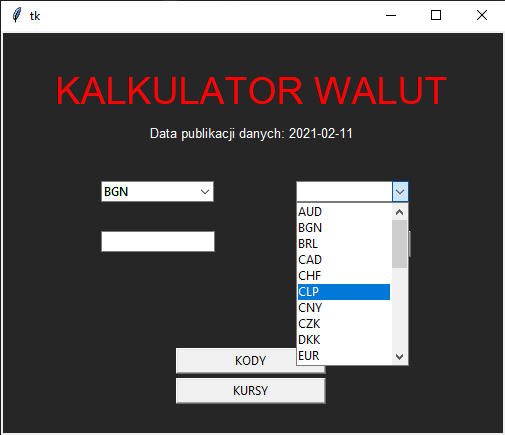 tk
KALKULATOR WALUT
Data publikacji danych: 2021-02-11
BGN
AUD
BGN
BRL
CAD
CHF
CLP
CNY
CZK
DKK
EUR
KODY
KURSY